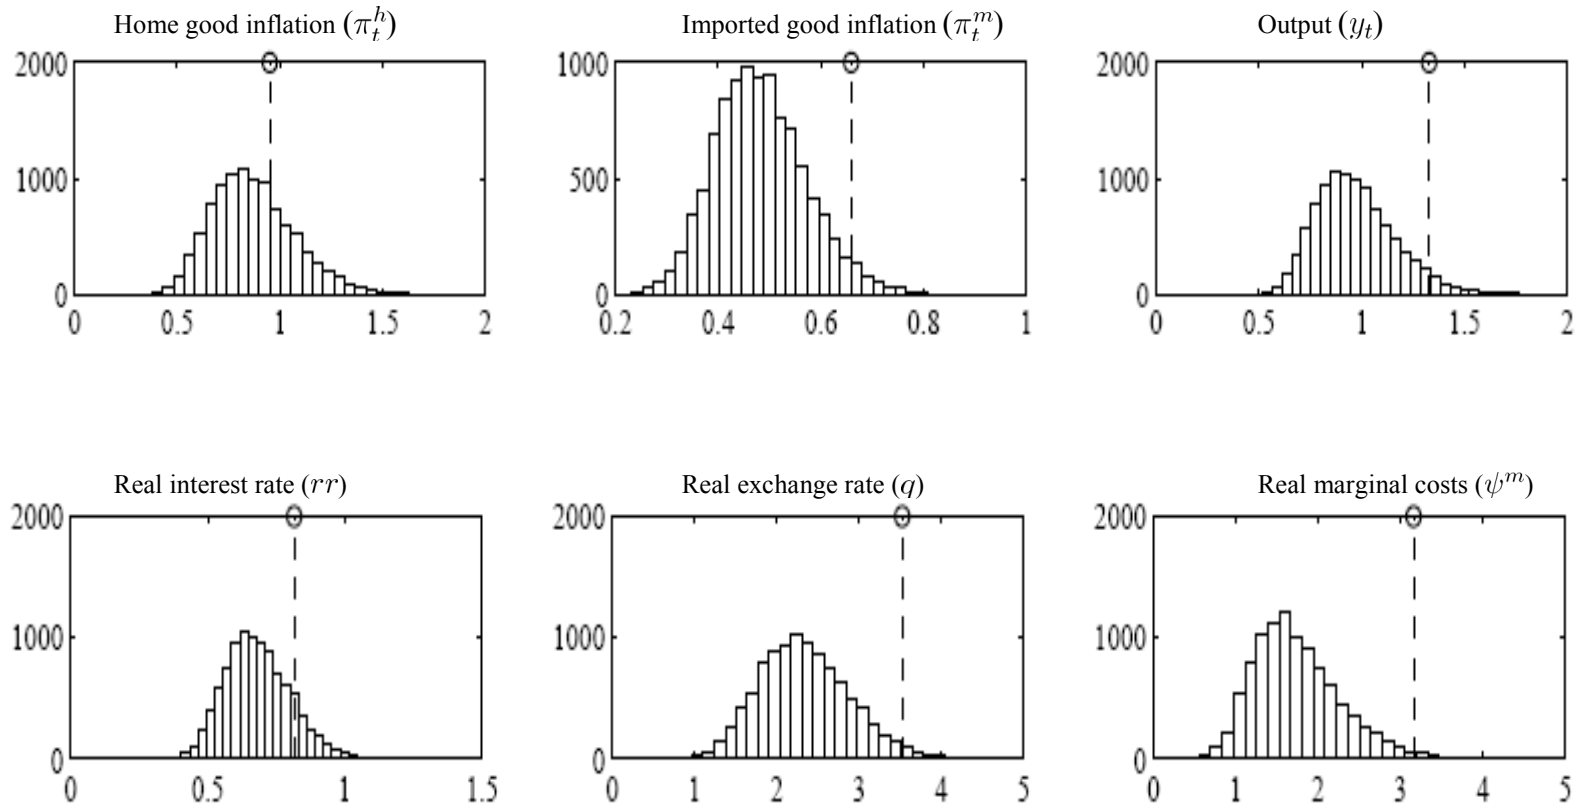 Home good inflation (π_t^h)
Imported good inflation (π_t^m)
Output (y_t)
2000
1000
0
0 0.5 1 1.5 2
1000
500
0
0.2 0.4 0.6 0.8 1
2000
1000
0
0 0.5 1 1.5 2
Real interest rate (rr)
Real exchange rate (q)
Real marginal costs (ψ^m)
2000
1000
0
0 0.5 1 1.5
2000
1000
0
0 1 2 3 4 5
2000
1000
0
0 1 2 3 4 5